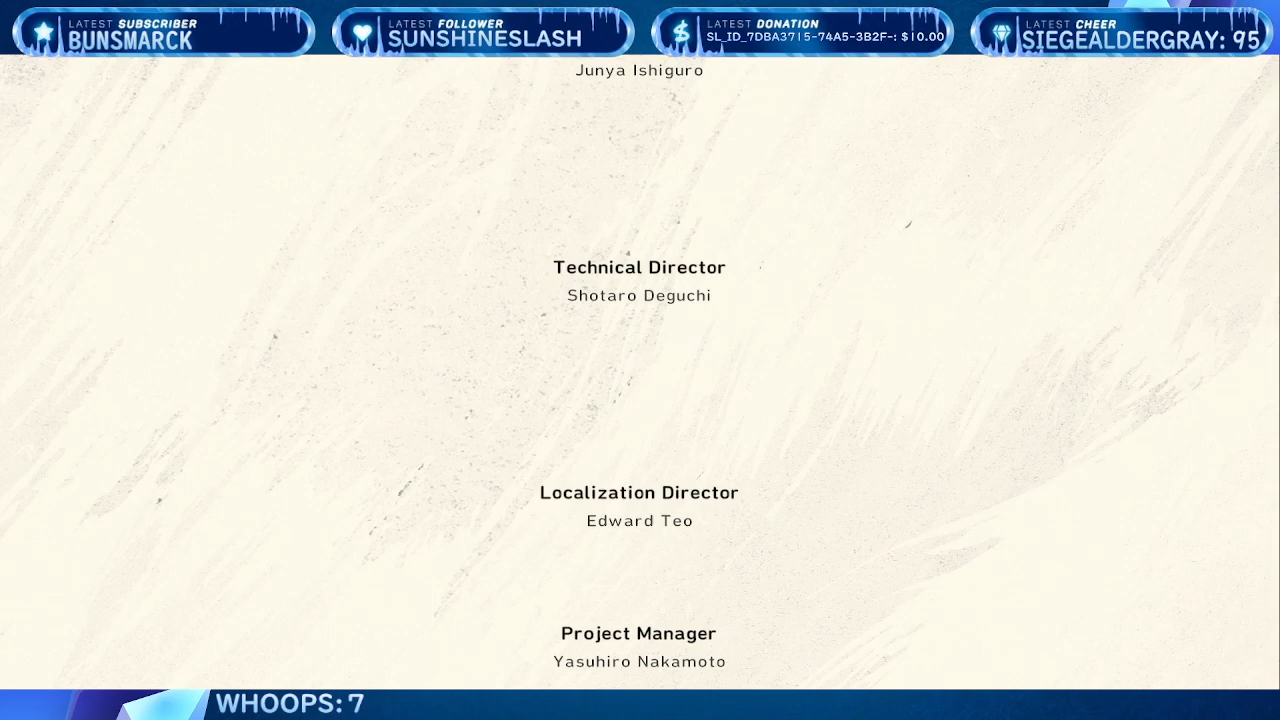 LATEST SUBSCRIBER
BUNSMARCK
LATEST FOLLOWER
SUNSHINESLASH
LATEST DONATION
SL_ID_7DBA3715-74A5-3B2F-: $10.00
LATEST CHEER
SIEGEALDERGRAY: 95
Junya Ishiguro
Technical Director
Shotaro Deguchi
Localization Director
Edward Teo
Project Manager
Yasuhiro Nakamoto
WHOOPS: 7